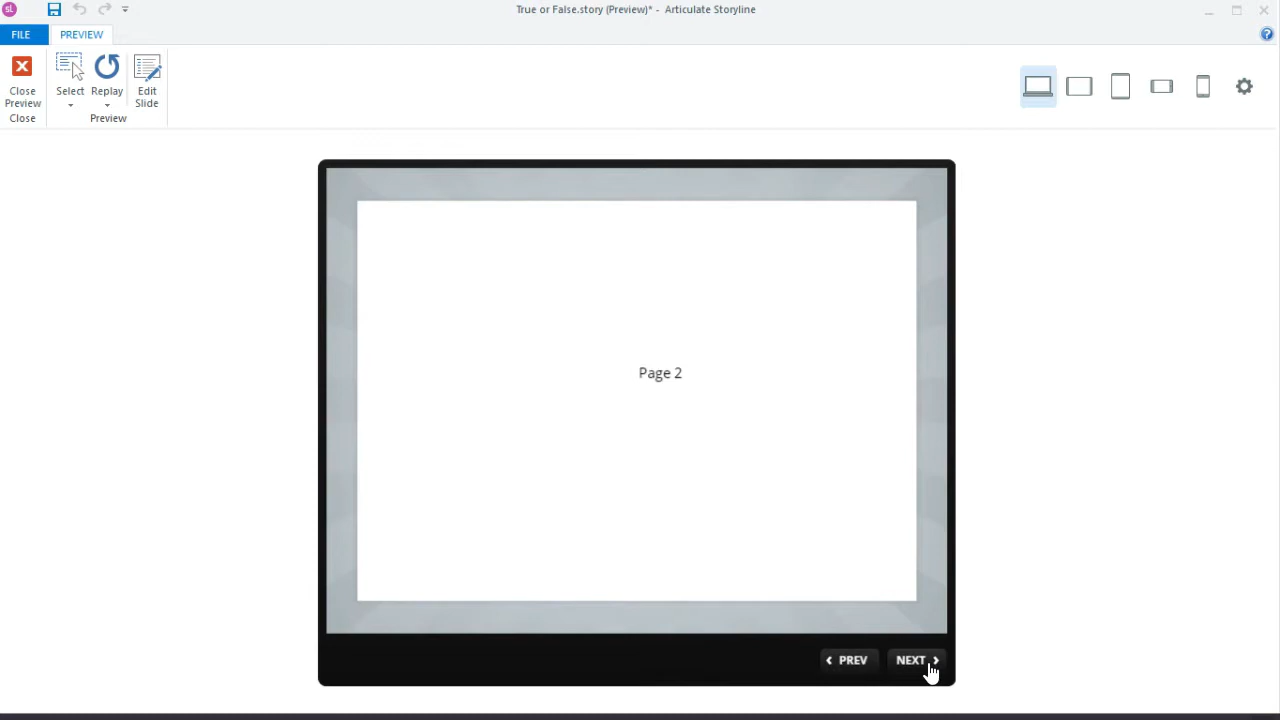 sL
True or False.story (Preview)* - Articulate Storyline
FILE
PREVIEW
?
Close
Preview
Select
Replay
Edit
Slide
Close
Preview
Page 2
PREV
NEXT